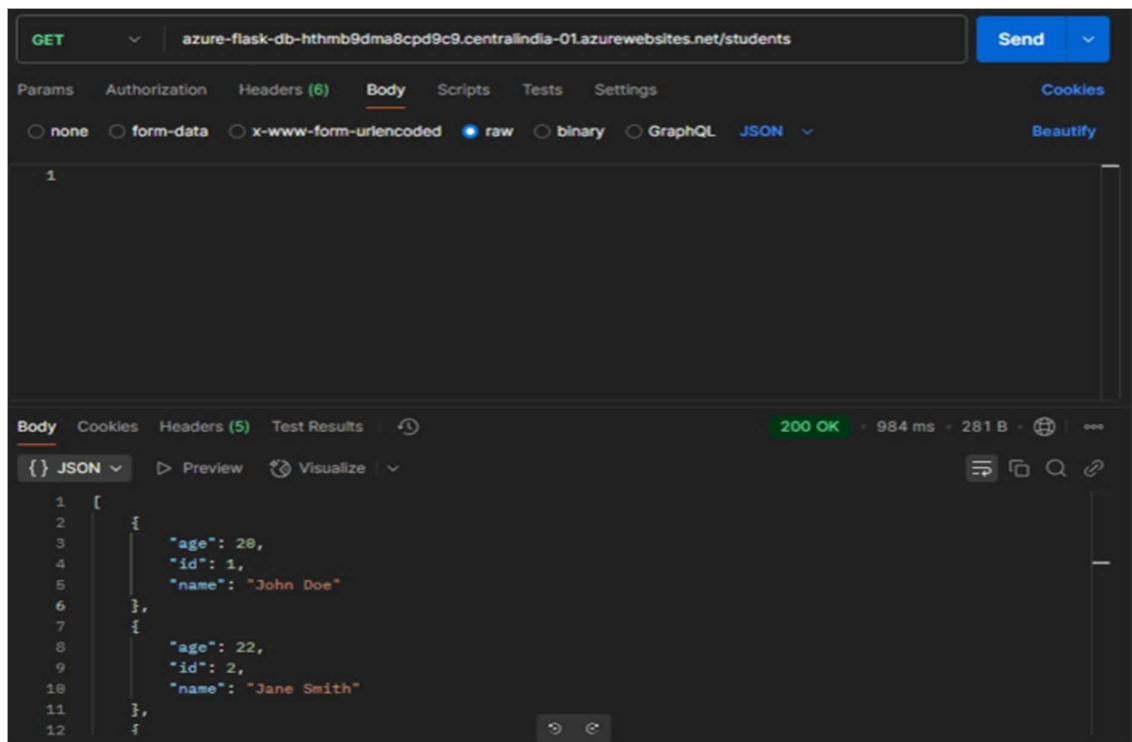 GET azure-flask-db-hthmb9dma8cpd9c9.centralindia-01.azurewebsites.net/students Send
Params Authorization Headers (6) Body Scripts Tests Settings Cookies
none form-data x-www-form-urlencoded raw binary GraphQL JSON Beautify
1
Body Cookies Headers (5) Test Results 200 OK 984 ms 281 B
{} JSON Preview Visualize
1 [
2 {
3 "age": 20,
4 "id": 1,
5 "name": "John Doe"
6 },
7 {
8 "age": 22,
9 "id": 2,
10 "name": "Jane Smith"
11 },
12 {